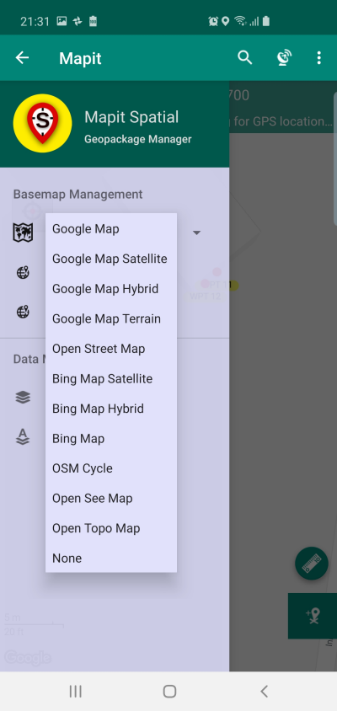 21:31
Mapit
700
Mapit Spatial
Geopackage Manager
for GPS location...
Basemap Management
Google Map
Google Map Satellite
Google Map Hybrid
Google Map Terrain
Open Street Map
Data
Bing Map Satellite
Bing Map Hybrid
Bing Map
OSM Cycle
Open See Map
Open Topo Map
None
Google